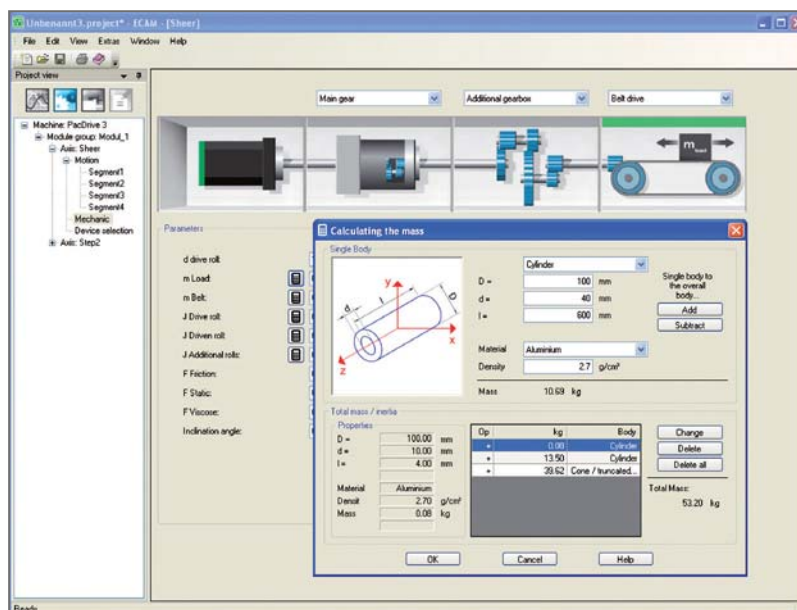 Unbenannt3.project* - ECAM - [Sheer]
File Edit View Extras Window Help
Project view
Machine: PacDrive 3
Module group: Modul_1
Axis: Sheer
Motion
Segment1
Segment2
Segment3
Segment4
Mechanic
Device selection
Axis: Step2
Main gear
Additional gearbox
Belt drive
m Load
Parameters
d drive roll:
m Load:
m Belt:
J Drive roll:
J Driven roll:
J Additional rolls:
F Friction:
F Static:
F Viscose:
Inclination angle:
Calculating the mass
Single Body
y
x
z
d
l
D
Cylinder
D = 100 mm
d = 40 mm
l = 600 mm
Material Aluminium
Density 2.7 g/cm³
Mass 10.69 kg
Single body to
the overall
body...
Add
Subtract
Total mass / inertia
Properties
D = 100.00 mm
d = 10.00 mm
l = 4.00 mm
Material Aluminium
Densit 2.70 g/cm³
Mass 0.08 kg
Op kg Body
+ 0.08 Cylinder
+ 13.50 Cylinder
+ 39.62 Cone / truncated...
Change
Delete
Delete all
Total Mass:
53.20 kg
OK Cancel Help
Ready